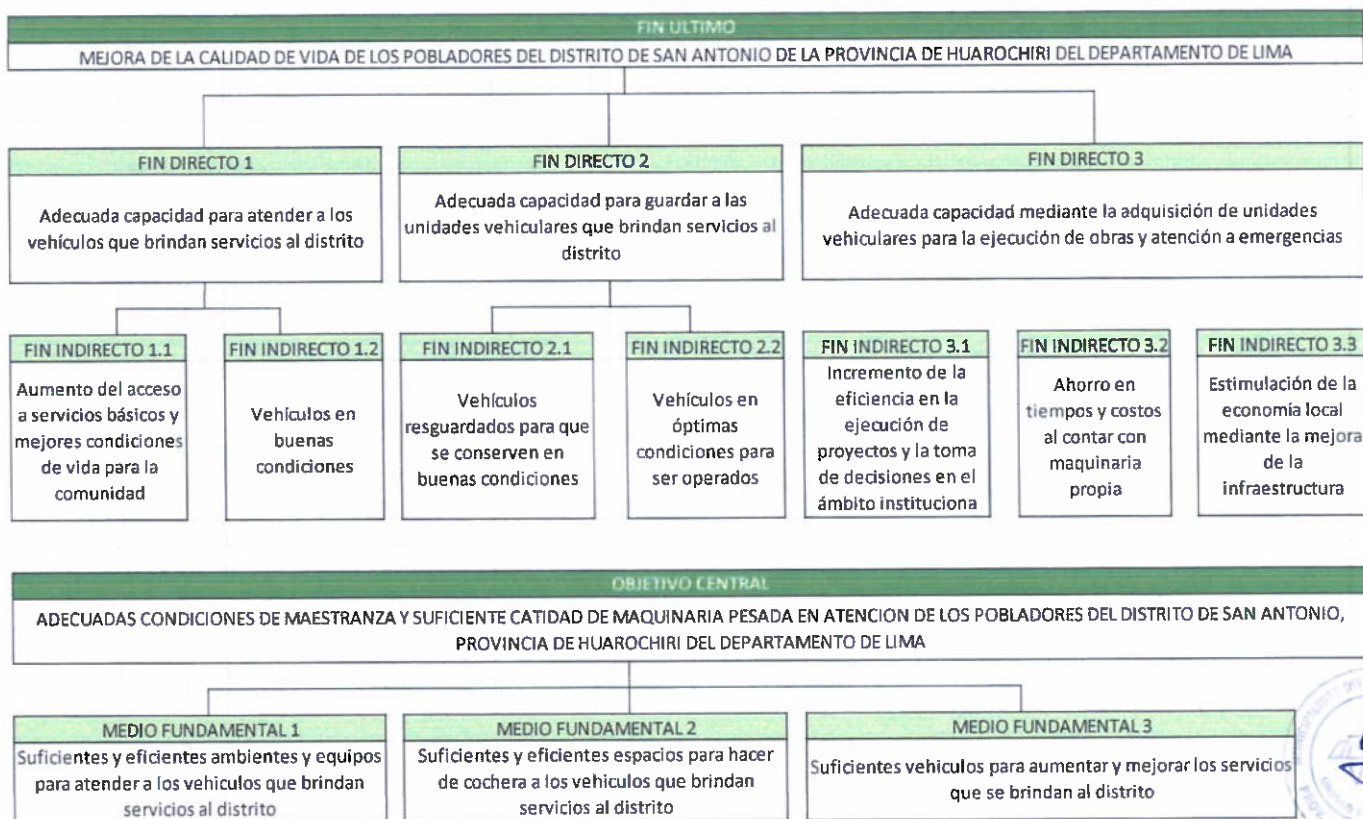 FIN ULTIMO
MEJORA DE LA CALIDAD DE VIDA DE LOS POBLADORES DEL DISTRITO DE SAN ANTONIO DE LA PROVINCIA DE HUAROCHIRI DEL DEPARTAMENTO DE LIMA
FIN DIRECTO 1
Adecuada capacidad para atender a los
vehículos que brindan servicios al distrito
FIN DIRECTO 2
Adecuada capacidad para guardar a las
unidades vehiculares que brindan servicios al
distrito
FIN DIRECTO 3
Adecuada capacidad mediante la adquisición de unidades
vehiculares para la ejecución de obras y atención a emergencias
FIN INDIRECTO 1.1
Aumento del acceso
a servicios básicos y
mejores condiciones
de vida para la
comunidad
FIN INDIRECTO 1.2
Vehículos en
buenas
condiciones
FIN INDIRECTO 2.1
Vehículos
resguardados para que
se conserven en
buenas condiciones
FIN INDIRECTO 2.2
Vehículos en
óptimas
condiciones para
ser operados
FIN INDIRECTO 3.1
Incremento de la
eficiencia en la
ejecución de
proyectos y la toma
de decisiones en el
ámbito instituciona
FIN INDIRECTO 3.2
Ahorro en
tiempos y costos
al contar con
maquinaria
propia
FIN INDIRECTO 3.3
Estimulación de la
economía local
mediante la mejora
de la
infraestructura
OBJETIVO CENTRAL
ADECUADAS CONDICIONES DE MAESTRANZA Y SUFICIENTE CATIDAD DE MAQUINARIA PESADA EN ATENCION DE LOS POBLADORES DEL DISTRITO DE SAN ANTONIO,
PROVINCIA DE HUAROCHIRI DEL DEPARTAMENTO DE LIMA
MEDIO FUNDAMENTAL 1
Suficientes y eficientes ambientes y equipos
para atender a los vehiculos que brindan
servicios al distrito
MEDIO FUNDAMENTAL 2
Suficientes y eficientes espacios para hacer
de cochera a los vehiculos que brindan
servicios al distrito
MEDIO FUNDAMENTAL 3
Suficientes vehiculos para aumentar y mejorar los servicios
que se brindan al distrito